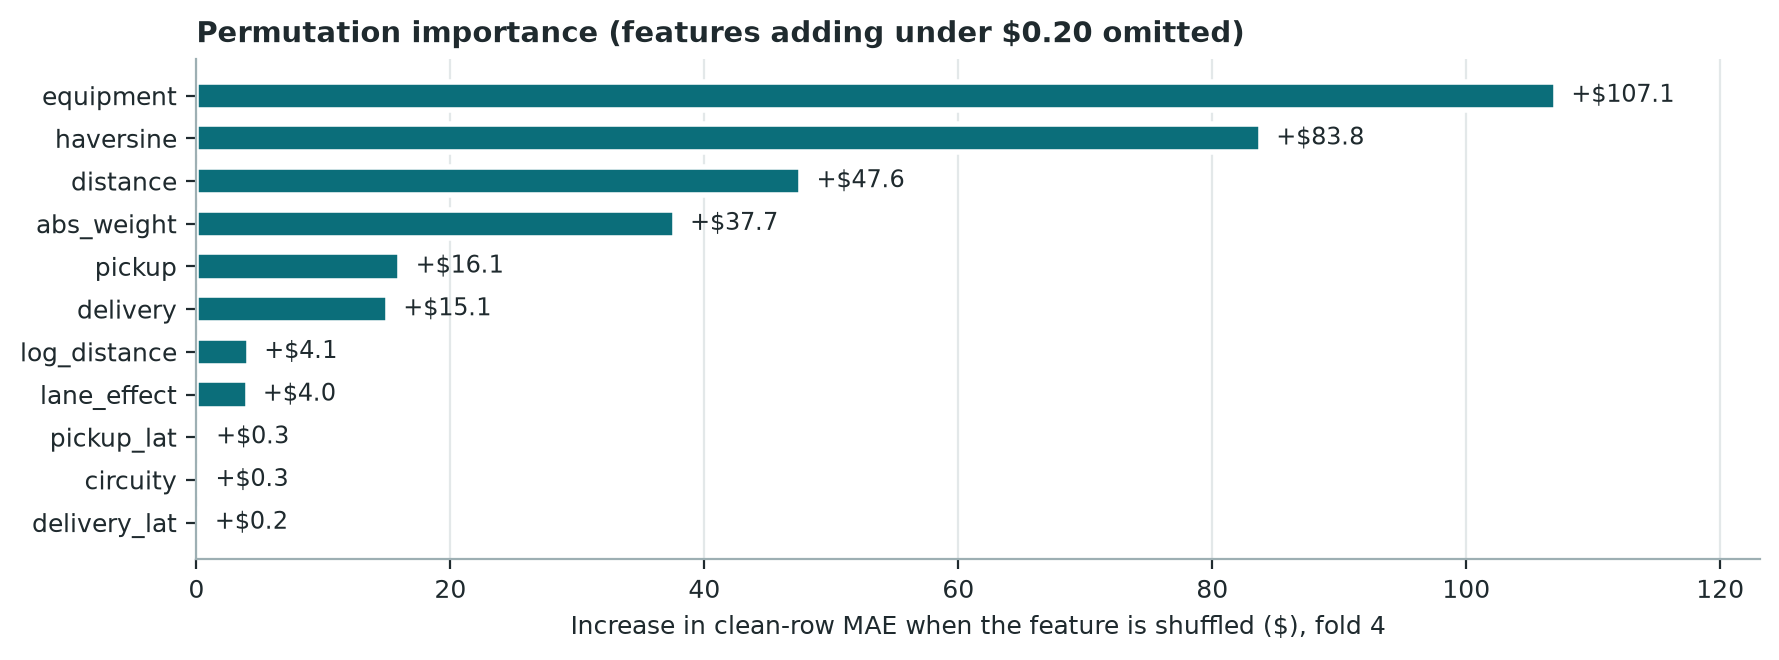 Permutation importance (features adding under $0.20 omitted)
equipment +$107.1
haversine +$83.8
distance +$47.6
abs_weight +$37.7
pickup +$16.1
delivery +$15.1
log_distance +$4.1
lane_effect +$4.0
pickup_lat +$0.3
circuity +$0.3
delivery_lat +$0.2
0 20 40 60 80 100 120
Increase in clean-row MAE when the feature is shuffled ($), fold 4